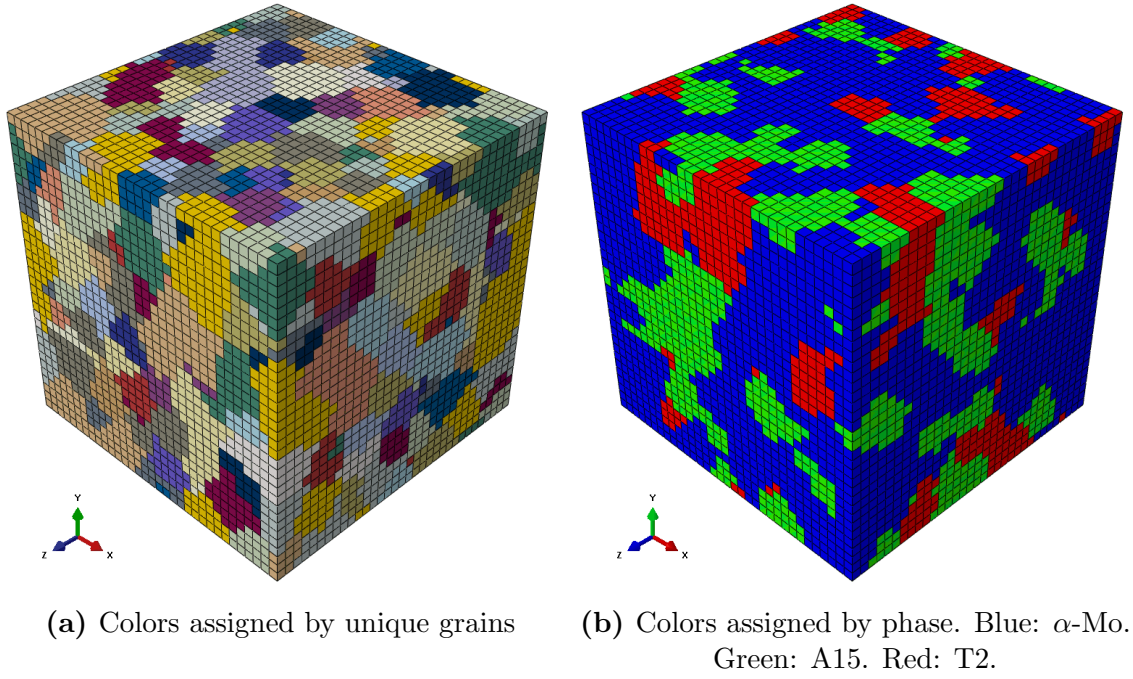 Y
Z
X
Y
Z
X
(a) Colors assigned by unique grains
(b) Colors assigned by phase. Blue: α-Mo.
Green: A15. Red: T2.